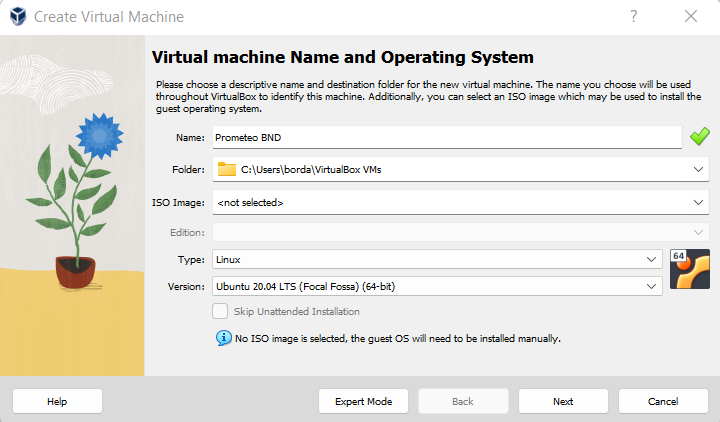 Create Virtual Machine
Virtual machine Name and Operating System
Please choose a descriptive name and destination folder for the new virtual machine. The name you choose will be used
throughout VirtualBox to identify this machine. Additionally, you can select an ISO image which may be used to install the
guest operating system.
Name: Prometeo BND
Folder: C:\Users\borda\VirtualBox VMs
ISO Image: <not selected>
Edition:
Type: Linux
64
Version: Ubuntu 20.04 LTS (Focal Fossa) (64-bit)
Skip Unattended Installation
No ISO image is selected, the guest OS will need to be installed manually.
Help Expert Mode Back Next Cancel